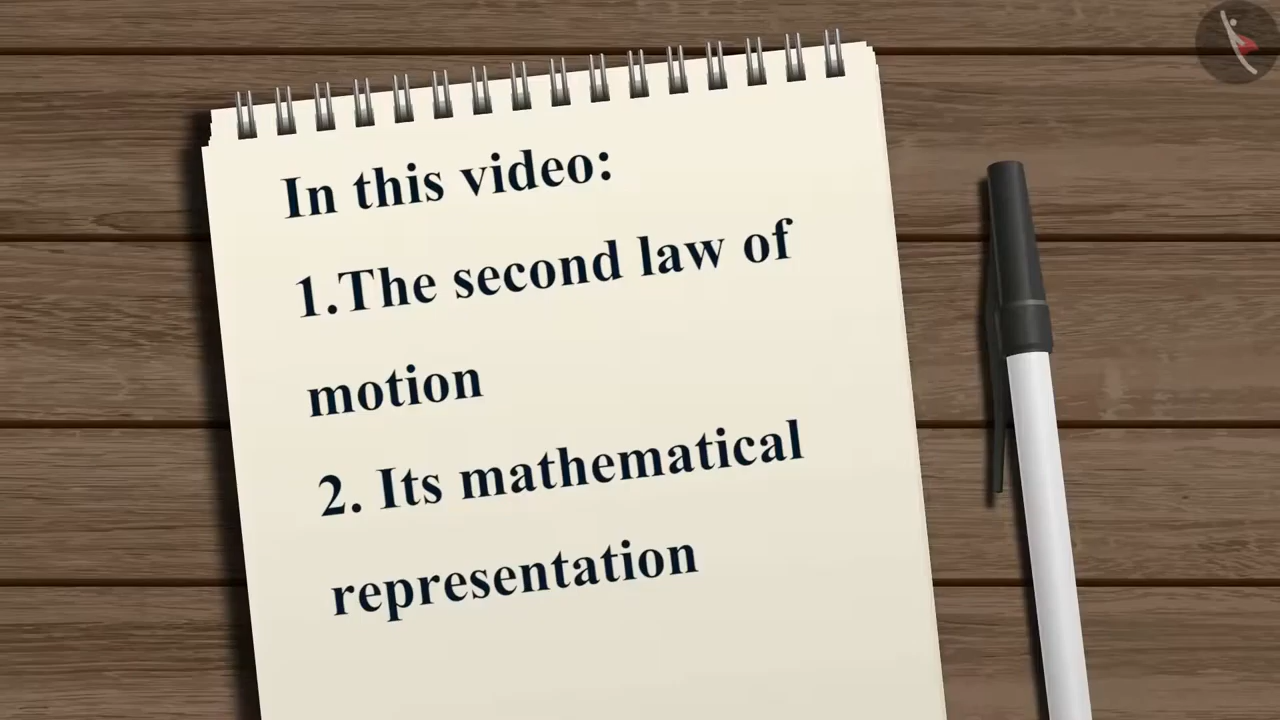 In this video:
1.The second law of
motion
2. Its mathematical
representation